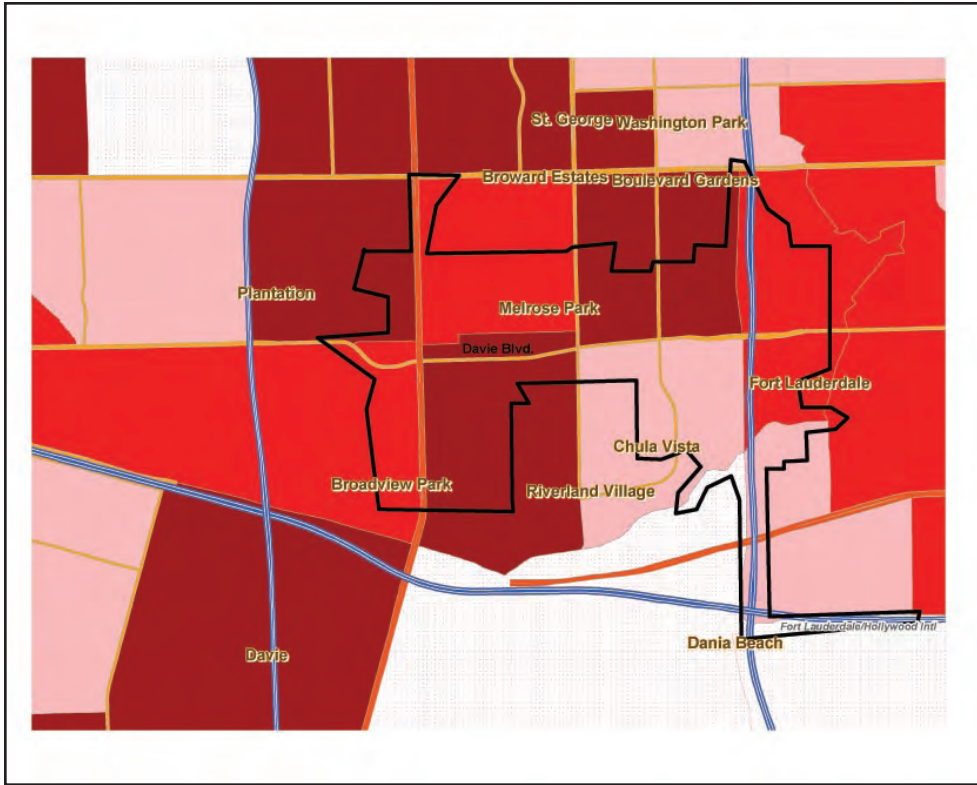 St. George
Washington Park
Broward Estates
Boulevard Gardens
Plantation
Melrose Park
Davie Blvd.
Fort Lauderdale
Chula Vista
Broadview Park
Riverland Village
Fort Lauderdale/Hollywood Intl
Dania Beach
Davie